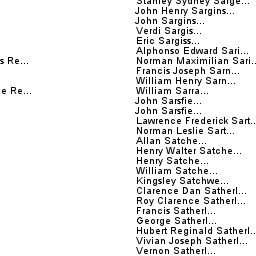 Stanley Sydney Sarge...
John Henry Sargins...
John Sargins...
Verdi Sargis...
Eric Sargiss...
Alphonso Edward Sari...
s Re... Norman Maximilian Sari..
Francis Joseph Sarn...
William Henry Sarn...
e Re... William Sarra...
John Sarsfie...
John Sarsfie...
Lawrence Frederick Sart..
Norman Leslie Sart...
Allan Satche...
Henry Walter Satche...
Henry Satche...
William Satche...
Kingsley Satchwe...
Clarence Dan Satherl...
Roy Clarence Satherl...
Francis Satherl...
George Satherl...
Hubert Reginald Satherl..
Vivian Joseph Satherl...
Vernon Satherl...